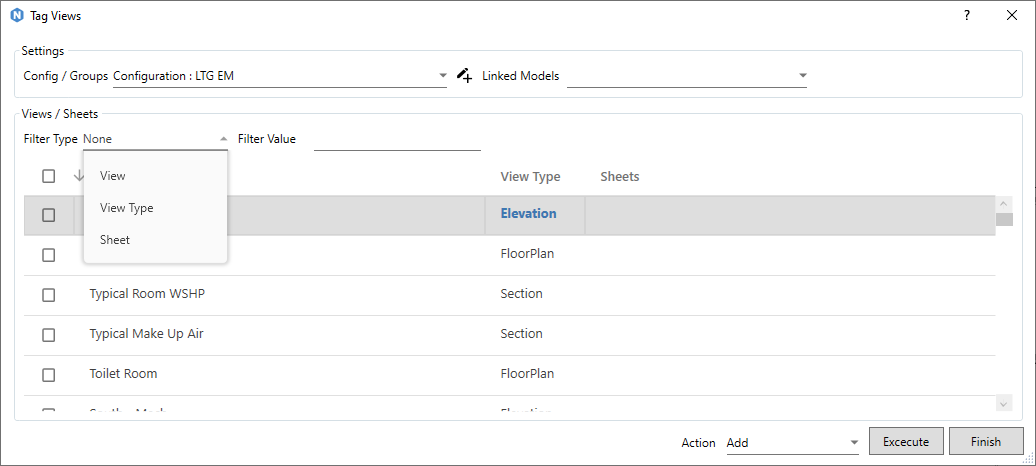 Tag Views ?
Settings
Config / Groups Configuration : LTG EM Linked Models
Views / Sheets
Filter Type None Filter Value
View
View Type
Sheet
View Type Sheets
Elevation
FloorPlan
Typical Room WSHP Section
Typical Make Up Air Section
Toilet Room FloorPlan
Elevation
Action Add Excecute Finish